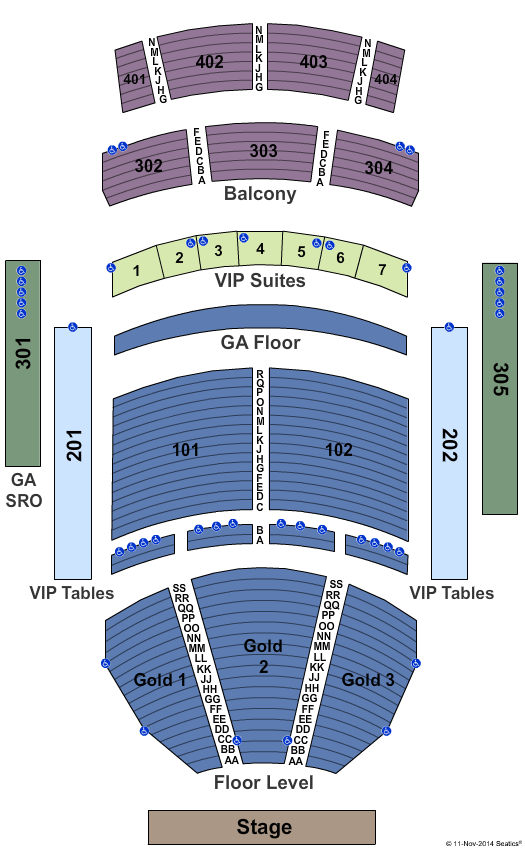 401
N
M
L
K
J
H
G
402
N
M
L
K
J
H
G
403
N
M
L
K
J
H
G
404
302
F
E
D
C
B
A
303
F
E
D
C
B
A
304
Balcony
1
2
3
4
5
6
7
VIP Suites
GA Floor
301
GA
SRO
201
VIP Tables
305
202
VIP Tables
101
R
Q
P
O
N
M
L
K
J
H
G
F
E
D
C
102
B
A
Gold 1
SS
RR
QQ
PP
OO
NN
MM
LL
KK
JJ
HH
GG
FF
EE
DD
CC
BB
AA
Gold
2
SS
RR
QQ
PP
OO
NN
MM
LL
KK
JJ
HH
GG
FF
EE
DD
CC
BB
AA
Gold 3
Floor Level
Stage
© 11-Nov-2014 Seatics®